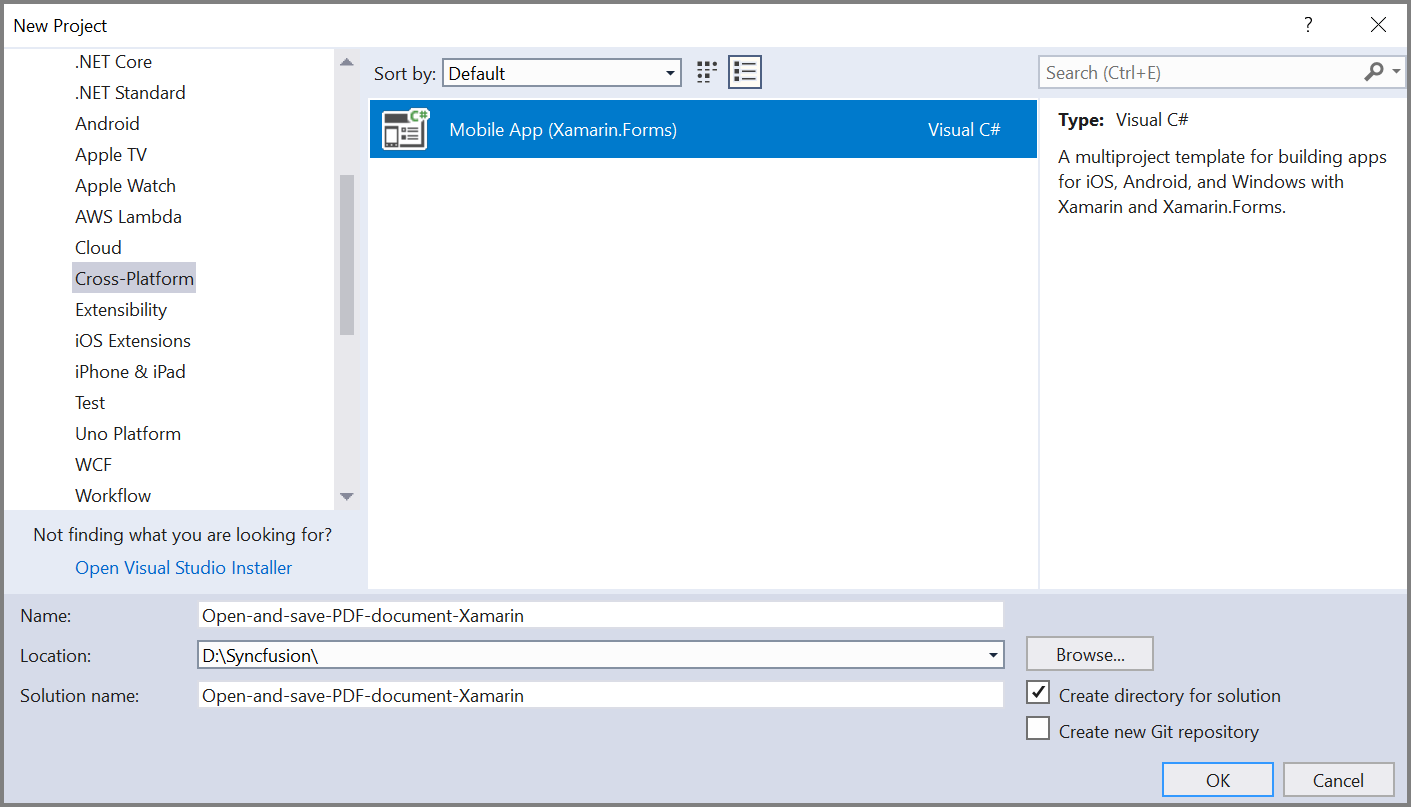 New Project
?
.NET Core
.NET Standard
Android
Apple TV
Apple Watch
AWS Lambda
Cloud
Cross-Platform
Extensibility
iOS Extensions
iPhone & iPad
Test
Uno Platform
WCF
Workflow
Not finding what you are looking for?
Open Visual Studio Installer
Sort by: Default
C#
Mobile App (Xamarin.Forms) Visual C#
Search (Ctrl+E)
Type: Visual C#
A multiproject template for building apps
for iOS, Android, and Windows with
Xamarin and Xamarin.Forms.
Name: Open-and-save-PDF-document-Xamarin
Location: D:\Syncfusion\
Browse...
Solution name: Open-and-save-PDF-document-Xamarin
Create directory for solution
Create new Git repository
OK Cancel